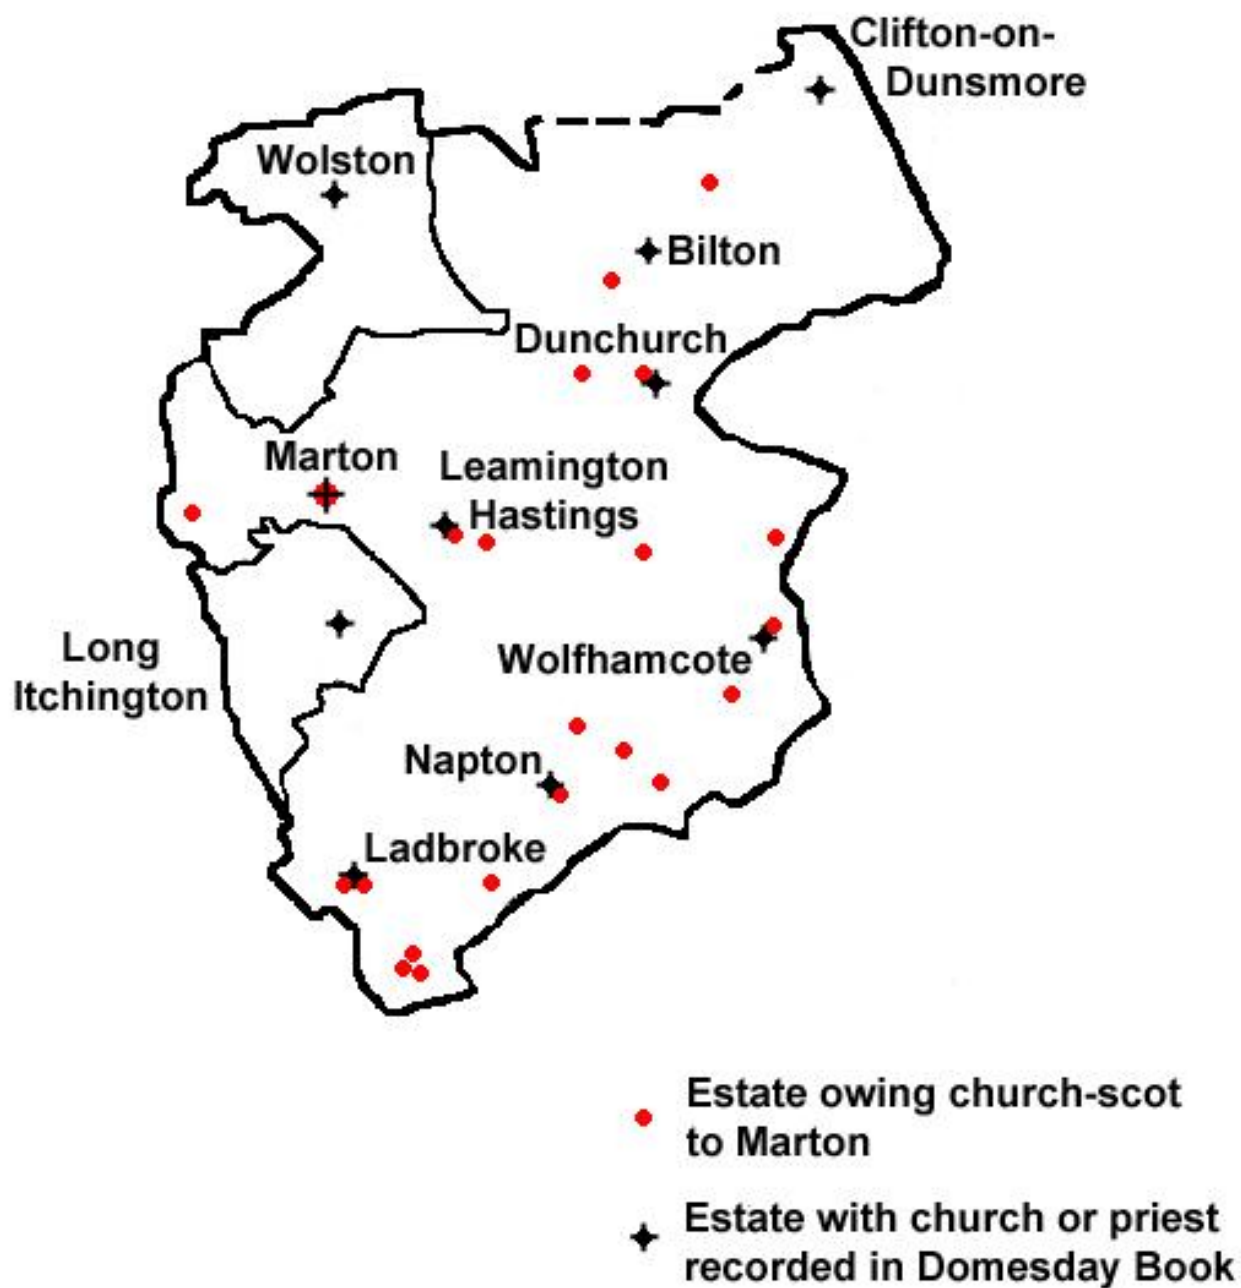 Clifton-on-
Dunsmore
Wolston
Bilton
Dunchurch
Marton
Leamington
Hastings
Long
Itchington
Wolfhamcote
Napton
Ladbroke
Estate owing church-scot
to Marton
Estate with church or priest
recorded in Domesday Book